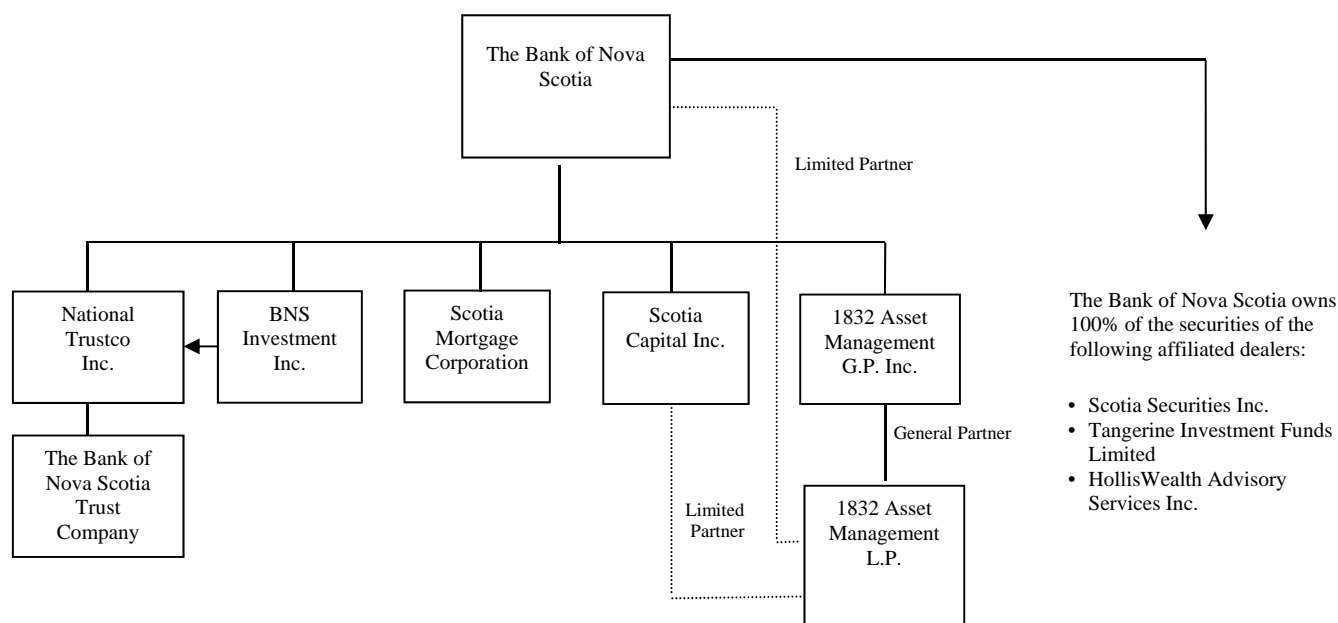 The Bank of Nova
Scotia
Limited Partner
National
Trustco
Inc.
BNS
Investment
Inc.
Scotia
Mortgage
Corporation
Scotia
Capital Inc.
1832 Asset
Management
G.P. Inc.
The Bank of Nova Scotia owns
100% of the securities of the
following affiliated dealers:
• Scotia Securities Inc.
• Tangerine Investment Funds
Limited
• HollisWealth Advisory
Services Inc.
General Partner
The Bank of
Nova Scotia
Trust
Company
Limited
Partner
1832 Asset
Management
L.P.